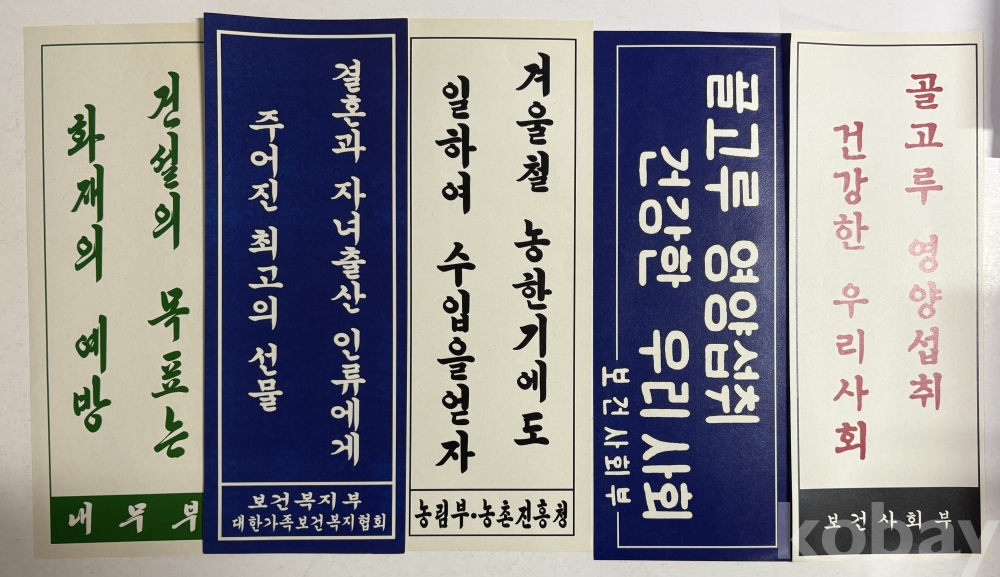 건설의 목표는
화재의 예방
내무부
결혼과 자녀출산 인류에게
주어진 최고의 선물
보건복지부
대한가족보건복지협회
겨울철 농한기에도
일하여 수입을얻자
농림부·농촌진흥청
골고루 영양섭취
건강한 우리사회
보건사회부
골고루 영양섭취
건강한 우리사회
보건사회부
kobay